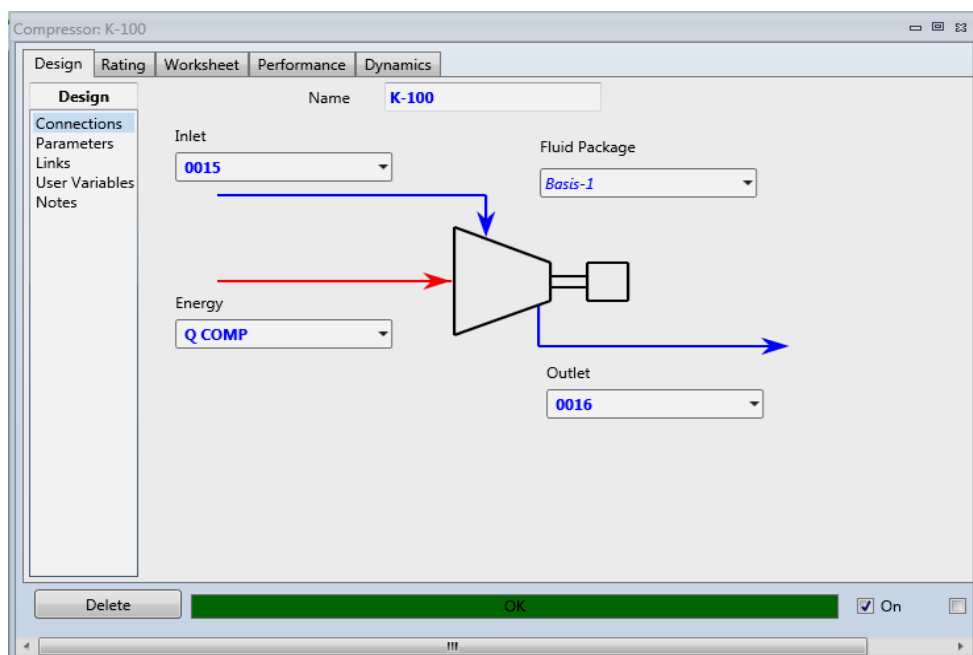 Compressor: K-100
Design Rating Worksheet Performance Dynamics
Design
Connections
Parameters
Links
User Variables
Notes
Name K-100
Inlet
0015
Fluid Package
Basis-1
Energy
Q COMP
Outlet
0016
Delete OK On